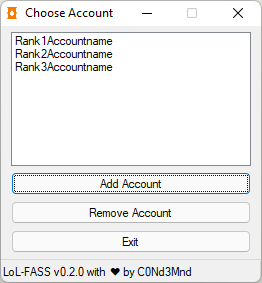 Choose Account
Rank1Accountname
Rank2Accountname
Rank3Accountname
Add Account
Remove Account
Exit
LoL-FASS v0.2.0 with ♥ by C0Nd3Mnd